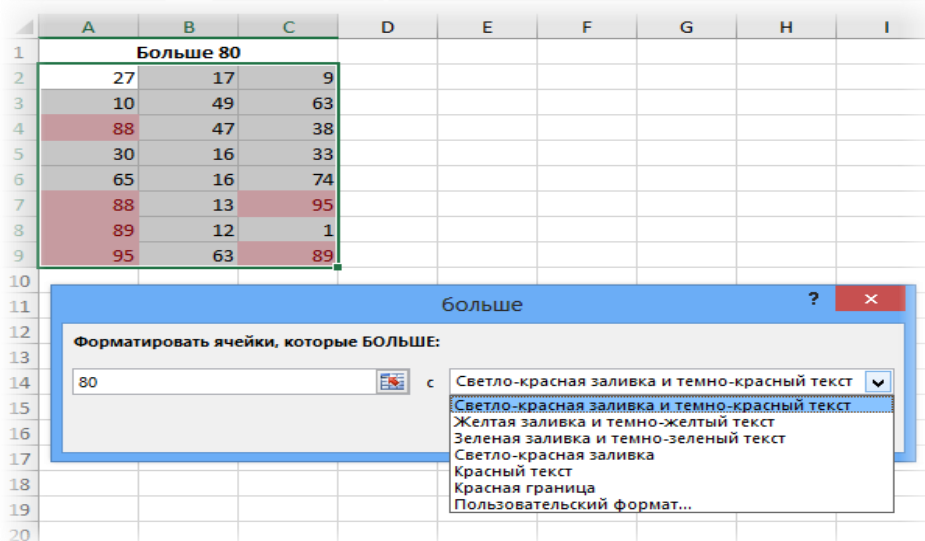 A B C D E F G H I
1 Больше 80
2 27 17 9
3 10 49 63
4 88 47 38
5 30 16 33
6 65 16 74
7 88 13 95
8 89 12 1
9 95 63 89
10
11 больше ? ×
12
Форматировать ячейки, которые БОЛЬШЕ:
13
14 80 с Светло-красная заливка и темно-красный текст
15 Светло-красная заливка и темно-красный текст
Желтая заливка и темно-желтый текст
16 Зеленая заливка и темно-зеленый текст
17 Светло-красная заливка
Красный текст
18 Красная граница
19 Пользовательский формат...
20